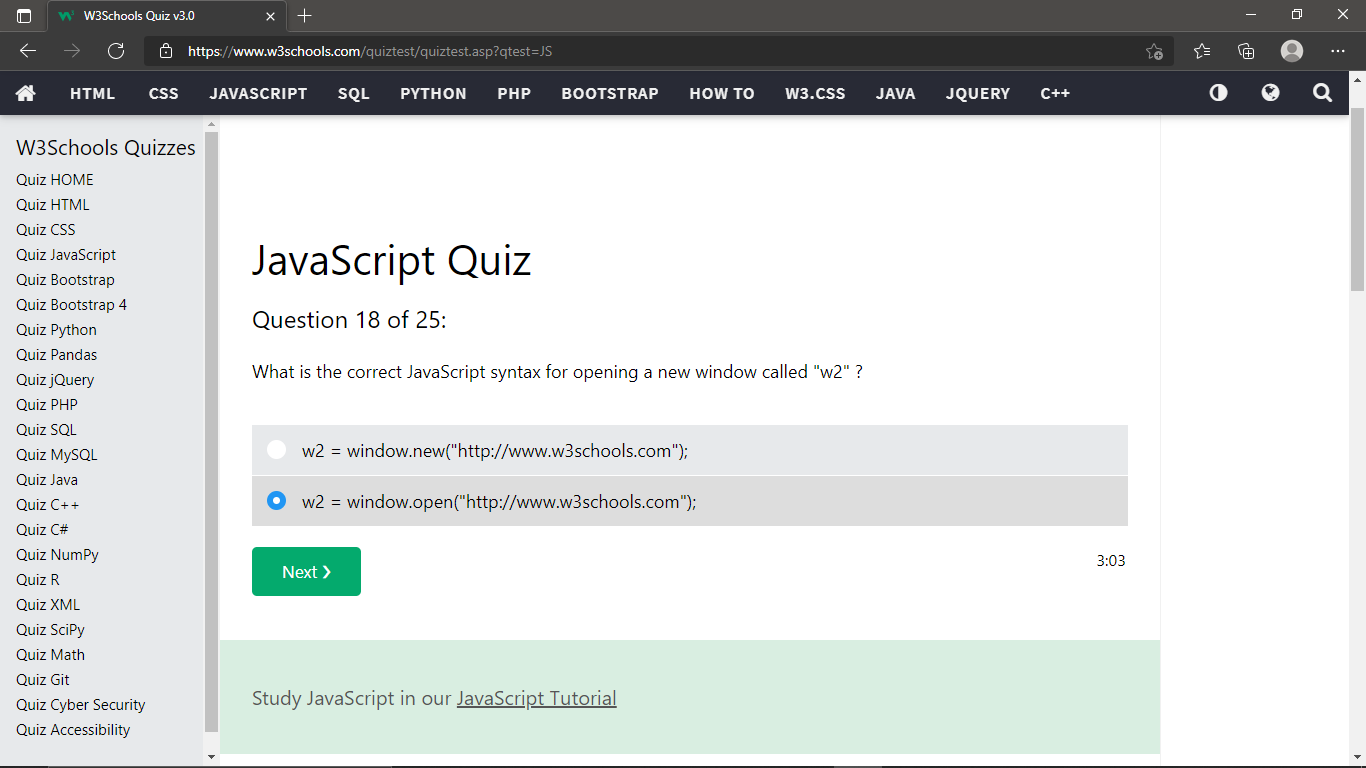 W3Schools Quiz v3.0
https://www.w3schools.com/quiztest/quiztest.asp?qtest=JS
HTML CSS JAVASCRIPT SQL PYTHON PHP BOOTSTRAP HOW TO W3.CSS JAVA JQUERY C++
W3Schools Quizzes
Quiz HOME
Quiz HTML
Quiz CSS
Quiz JavaScript
Quiz Bootstrap
Quiz Bootstrap 4
Quiz Python
Quiz Pandas
Quiz jQuery
Quiz PHP
Quiz SQL
Quiz MySQL
Quiz Java
Quiz C++
Quiz C#
Quiz NumPy
Quiz R
Quiz XML
Quiz SciPy
Quiz Math
Quiz Git
Quiz Cyber Security
Quiz Accessibility
JavaScript Quiz
Question 18 of 25:
What is the correct JavaScript syntax for opening a new window called "w2" ?
w2 = window.new("http://www.w3schools.com");
w2 = window.open("http://www.w3schools.com");
Next ❯
3:03
Study JavaScript in our JavaScript Tutorial